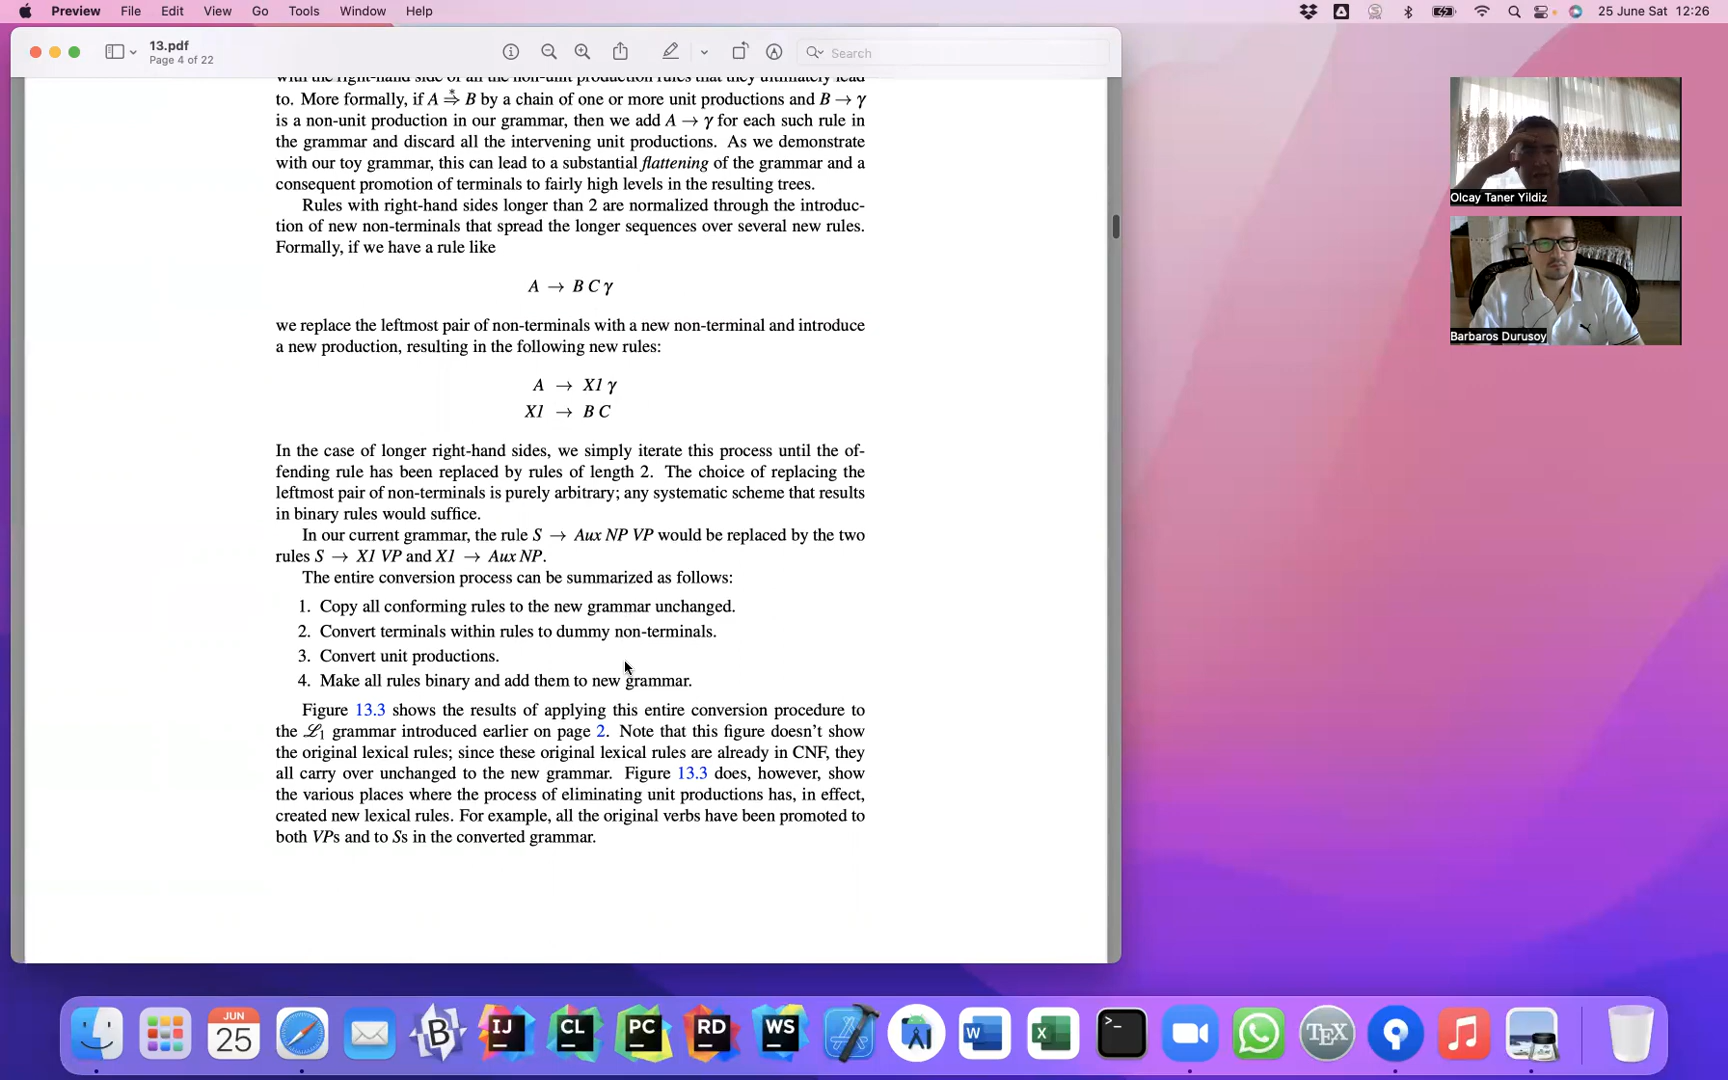 Preview File Edit View Go Tools Window Help 25 June Sat 12:26
13.pdf
Page 4 of 22
Search
with the right-hand side of all the non-unit production rules that they ultimately lead
to. More formally, if A ⇒* B by a chain of one or more unit productions and B → γ
is a non-unit production in our grammar, then we add A → γ for each such rule in
the grammar and discard all the intervening unit productions. As we demonstrate
with our toy grammar, this can lead to a substantial flattening of the grammar and a
consequent promotion of terminals to fairly high levels in the resulting trees.
Rules with right-hand sides longer than 2 are normalized through the introduc-
tion of new non-terminals that spread the longer sequences over several new rules.
Formally, if we have a rule like
A → B C γ
we replace the leftmost pair of non-terminals with a new non-terminal and introduce
a new production, resulting in the following new rules:
A → X1 γ
X1 → B C
In the case of longer right-hand sides, we simply iterate this process until the of-
fending rule has been replaced by rules of length 2. The choice of replacing the
leftmost pair of non-terminals is purely arbitrary; any systematic scheme that results
in binary rules would suffice.
In our current grammar, the rule S → Aux NP VP would be replaced by the two
rules S → X1 VP and X1 → Aux NP.
The entire conversion process can be summarized as follows:
1. Copy all conforming rules to the new grammar unchanged.
2. Convert terminals within rules to dummy non-terminals.
3. Convert unit productions.
4. Make all rules binary and add them to new grammar.
Figure 13.3 shows the results of applying this entire conversion procedure to
the ℒ1 grammar introduced earlier on page 2. Note that this figure doesn't show
the original lexical rules; since these original lexical rules are already in CNF, they
all carry over unchanged to the new grammar. Figure 13.3 does, however, show
the various places where the process of eliminating unit productions has, in effect,
created new lexical rules. For example, all the original verbs have been promoted to
both VPs and to Ss in the converted grammar.
Olcay Taner Yildiz
Barbaros Durusoy
JUN
25
B
IJ
CL
PC
RD
WS
W
X
>_
TEX